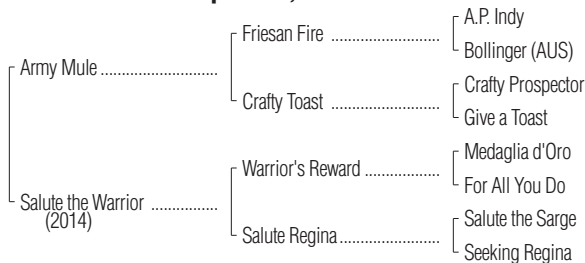 A.P. Indy
Friesan Fire ........................
Bollinger (AUS)
Army Mule ..........................
Crafty Prospector
Crafty Toast ........................
Give a Toast
Medaglia d'Oro
Warrior's Reward .................
For All You Do
Salute the Warrior ................
(2014)
Salute the Sarge
Salute Regina ......................
Seeking Regina